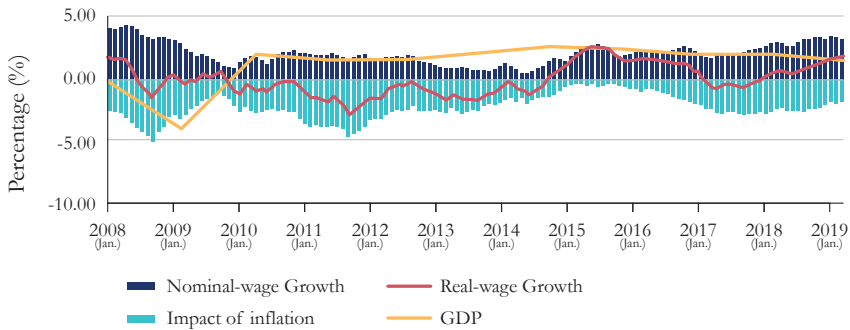 5.00
0.00
-5.00
-10.00
Percentage (%)
2008 2009 2010 2011 2012 2013 2014 2015 2016 2017 2018 2019
(Jan.) (Jan.) (Jan.) (Jan.) (Jan.) (Jan.) (Jan.) (Jan.) (Jan.) (Jan.) (Jan.) (Jan.)
Nominal-wage Growth Real-wage Growth
Impact of inflation GDP